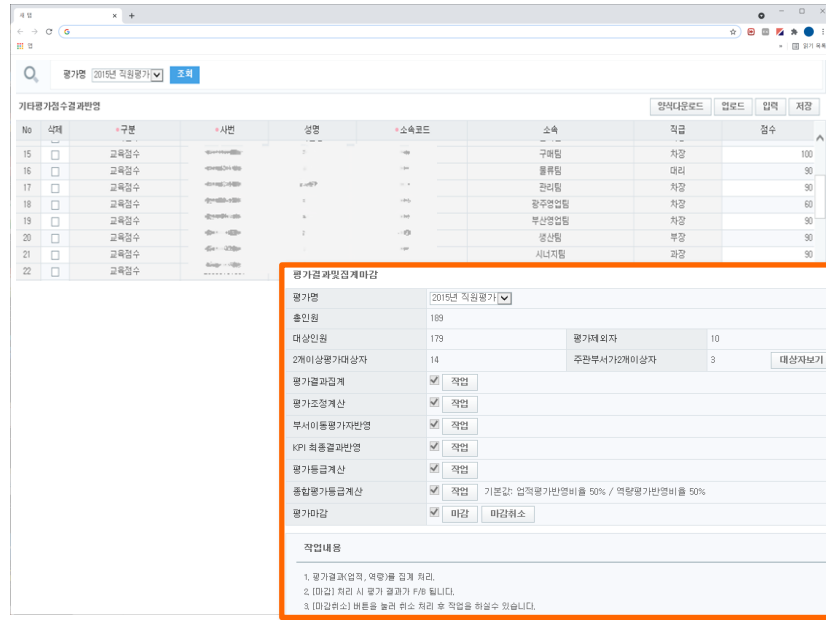 새 탭
앱
읽기 목록
평가명 2015년 직원평가 조회
기타평가점수결과반영 양식다운로드 업로드 입력 저장
No 삭제 *구분 *사번 성명 *소속코드 소속 직급 점수
15 교육점수 구매팀 차장 100
16 교육점수 물류팀 대리 90
17 교육점수 관리팀 차장 90
18 교육점수 광주영업팀 차장 60
19 교육점수 부산영업팀 차장 90
20 교육점수 생산팀 부장 90
21 교육점수 시너지팀 과장 90
22 교육점수
평가결과및집계마감
평가명 2015년 직원평가
총인원 189
대상인원 179 평가제외자 10
2개이상평가대상자 14 주관부서가2개이상자 3 대상자보기
평가결과집계 작업
평가조정계산 작업
부서이동평가자반영 작업
KPI 최종결과반영 작업
평가등급계산 작업
종합평가등급계산 작업 기본값: 업적평가반영비율 50% / 역량평가반영비율 50%
평가마감 마감 마감취소
작업내용
1. 평가결과(업적, 역량)를 집계 처리.
2. [마감] 처리 시 평가 결과가 F/B 됩니다.
3. [마감취소] 버튼을 눌러 취소 처리 후 작업을 하실수 있습니다.